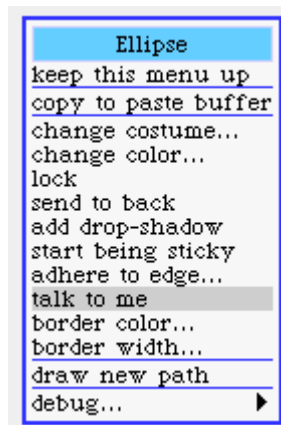 Ellipse
keep this menu up
copy to paste buffer
change costume...
change color...
lock
send to back
add drop-shadow
start being sticky
adhere to edge...
talk to me
border color...
border width...
draw new path
debug...